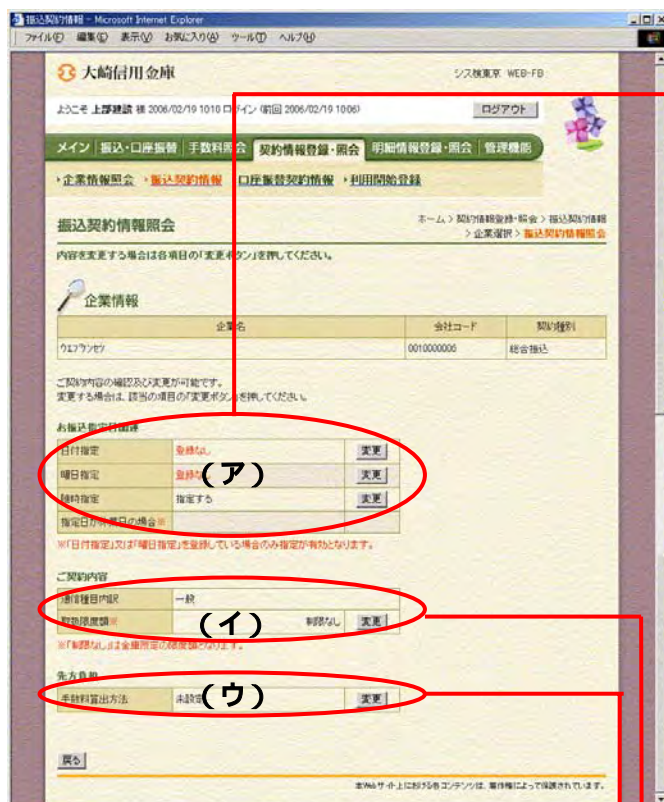 振込契約情報 - Microsoft Internet Explorer
ファイル(F) 編集(E) 表示(V) お気に入り(A) ツール(T) ヘルプ(H)
大崎信用金庫
シス検東京 WEB-FB
ようこそ 上部建設 様 2006/02/19 1010 ログイン (前回 2006/02/19 1006)
ログアウト
メイン 振込・口座振替 手数料照会 契約情報登録・照会 明細情報登録・照会 管理機能
企業情報照会 振込契約情報 口座振替契約情報 利用開始登録
振込契約情報照会
ホーム > 契約情報登録・照会 > 振込契約情報
> 企業選択 > 振込契約情報照会
内容を変更する場合は各項目の「変更ボタン」を押してください。
企業情報
企業名 会社コード 契約種別
0010000006 総合振込
ご契約内容の確認及び変更が可能です。
変更する場合は、該当の項目の「変更ボタン」を押してください。
お振込指定日関連
日付指定 登録なし 変更
曜日指定 登録なし 変更
(ア)
随時指定 指定する 変更
指定日が休業日の場合※
※「日付指定」又は「曜日指定」を登録している場合のみ指定が有効となります。
ご契約内容
通信種目内訳 一般
取扱限度額※ (イ) 制限なし 変更
※「制限なし」は金庫所定の限度額となります。
先方負担
手数料算出方法 未設定 (ウ) 変更
戻る
本Webサイト上における各コンテンツは、著作権によって保護されています。